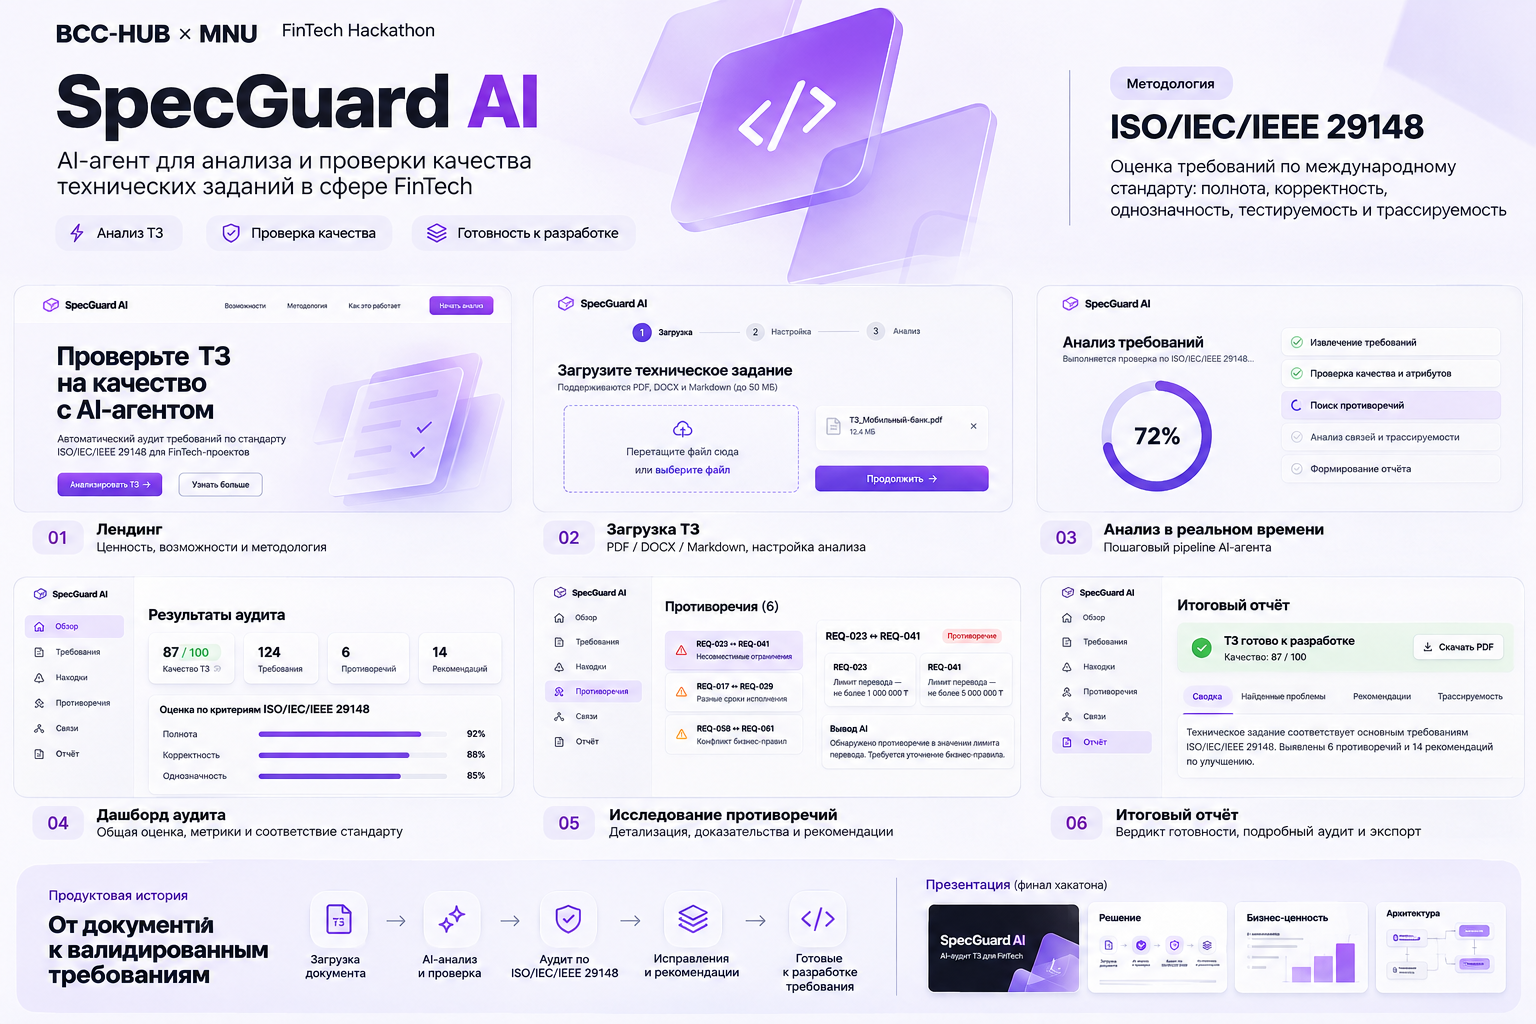 BCC-HUB × MNU
FinTech Hackathon
SpecGuard AI
AI-агент для анализа и проверки качества
технических заданий в сфере FinTech
Анализ ТЗ
Проверка качества
Готовность к разработке
Методология
ISO/IEC/IEEE 29148
Оценка требований по международному
стандарту: полнота, корректность,
однозначность, тестируемость и трассируемость
SpecGuard AI
Возможности
Методология
Как это работает
Начать анализ
Проверьте ТЗ
на качество
с AI-агентом
Автоматический аудит требований по стандарту
ISO/IEC/IEEE 29148 для FinTech-проектов
Анализировать ТЗ →
Узнать больше
01
Лендинг
Ценность, возможности и методология
SpecGuard AI
1 Загрузка
2 Настройка
3 Анализ
Загрузите техническое задание
Поддерживаются PDF, DOCX и Markdown (до 50 МБ)
Перетащите файл сюда
или выберите файл
ТЗ_Мобильный-банк.pdf
12.4 МБ
Продолжить →
02
Загрузка ТЗ
PDF / DOCX / Markdown, настройка анализа
SpecGuard AI
Анализ требований
Выполняется проверка по ISO/IEC/IEEE 29148...
72%
Извлечение требований
Проверка качества и атрибутов
Поиск противоречий
Анализ связей и трассируемости
Формирование отчёта
03
Анализ в реальном времени
Пошаговый pipeline AI-агента
SpecGuard AI
Обзор
Требования
Находки
Противоречия
Связи
Отчёт
Результаты аудита
87 / 100
Качество ТЗ
124
Требования
6
Противоречий
14
Рекомендаций
Оценка по критериям ISO/IEC/IEEE 29148
Полнота 92%
Корректность 88%
Однозначность 85%
04
Дашборд аудита
Общая оценка, метрики и соответствие стандарту
SpecGuard AI
Обзор
Требования
Находки
Противоречия
Связи
Отчёт
Противоречия (6)
REQ-023 ↔ REQ-041
Несовместимые ограничения
REQ-017 ↔ REQ-029
Разные сроки исполнения
REQ-058 ↔ REQ-061
Конфликт бизнес-правил
REQ-023 ↔ REQ-041
Противоречие
REQ-023
Лимит перевода —
не более 1 000 000 ₸
REQ-041
Лимит перевода —
не более 5 000 000 ₸
Вывод AI
Обнаружено противоречие в значении лимита
перевода. Требуется уточнение бизнес-правила.
05
Исследование противоречий
Детализация, доказательства и рекомендации
SpecGuard AI
Обзор
Требования
Находки
Противоречия
Связи
Отчёт
Итоговый отчёт
ТЗ готово к разработке
Качество: 87 / 100
Скачать PDF
Сводка
Найденные проблемы
Рекомендации
Трассируемость
Техническое задание соответствует основным требованиям
ISO/IEC/IEEE 29148. Выявлены 6 противоречий и 14 рекомендаций
по улучшению.
06
Итоговый отчёт
Вердикт готовности, подробный аудит и экспорт
Продуктовая история
От документй
к валидированным
требованиям
ТЗ
Загрузка
документа
AI-анализ
и проверка
Аудит по
ISO/IEC/IEEE 29148
Исправления
и рекомендации
Готовые
к разработке
требования
Презентация (финал хакатона)
SpecGuard AI
AI-аудит ТЗ для FinTech
Решение
Бизнес-ценность
Архитектура